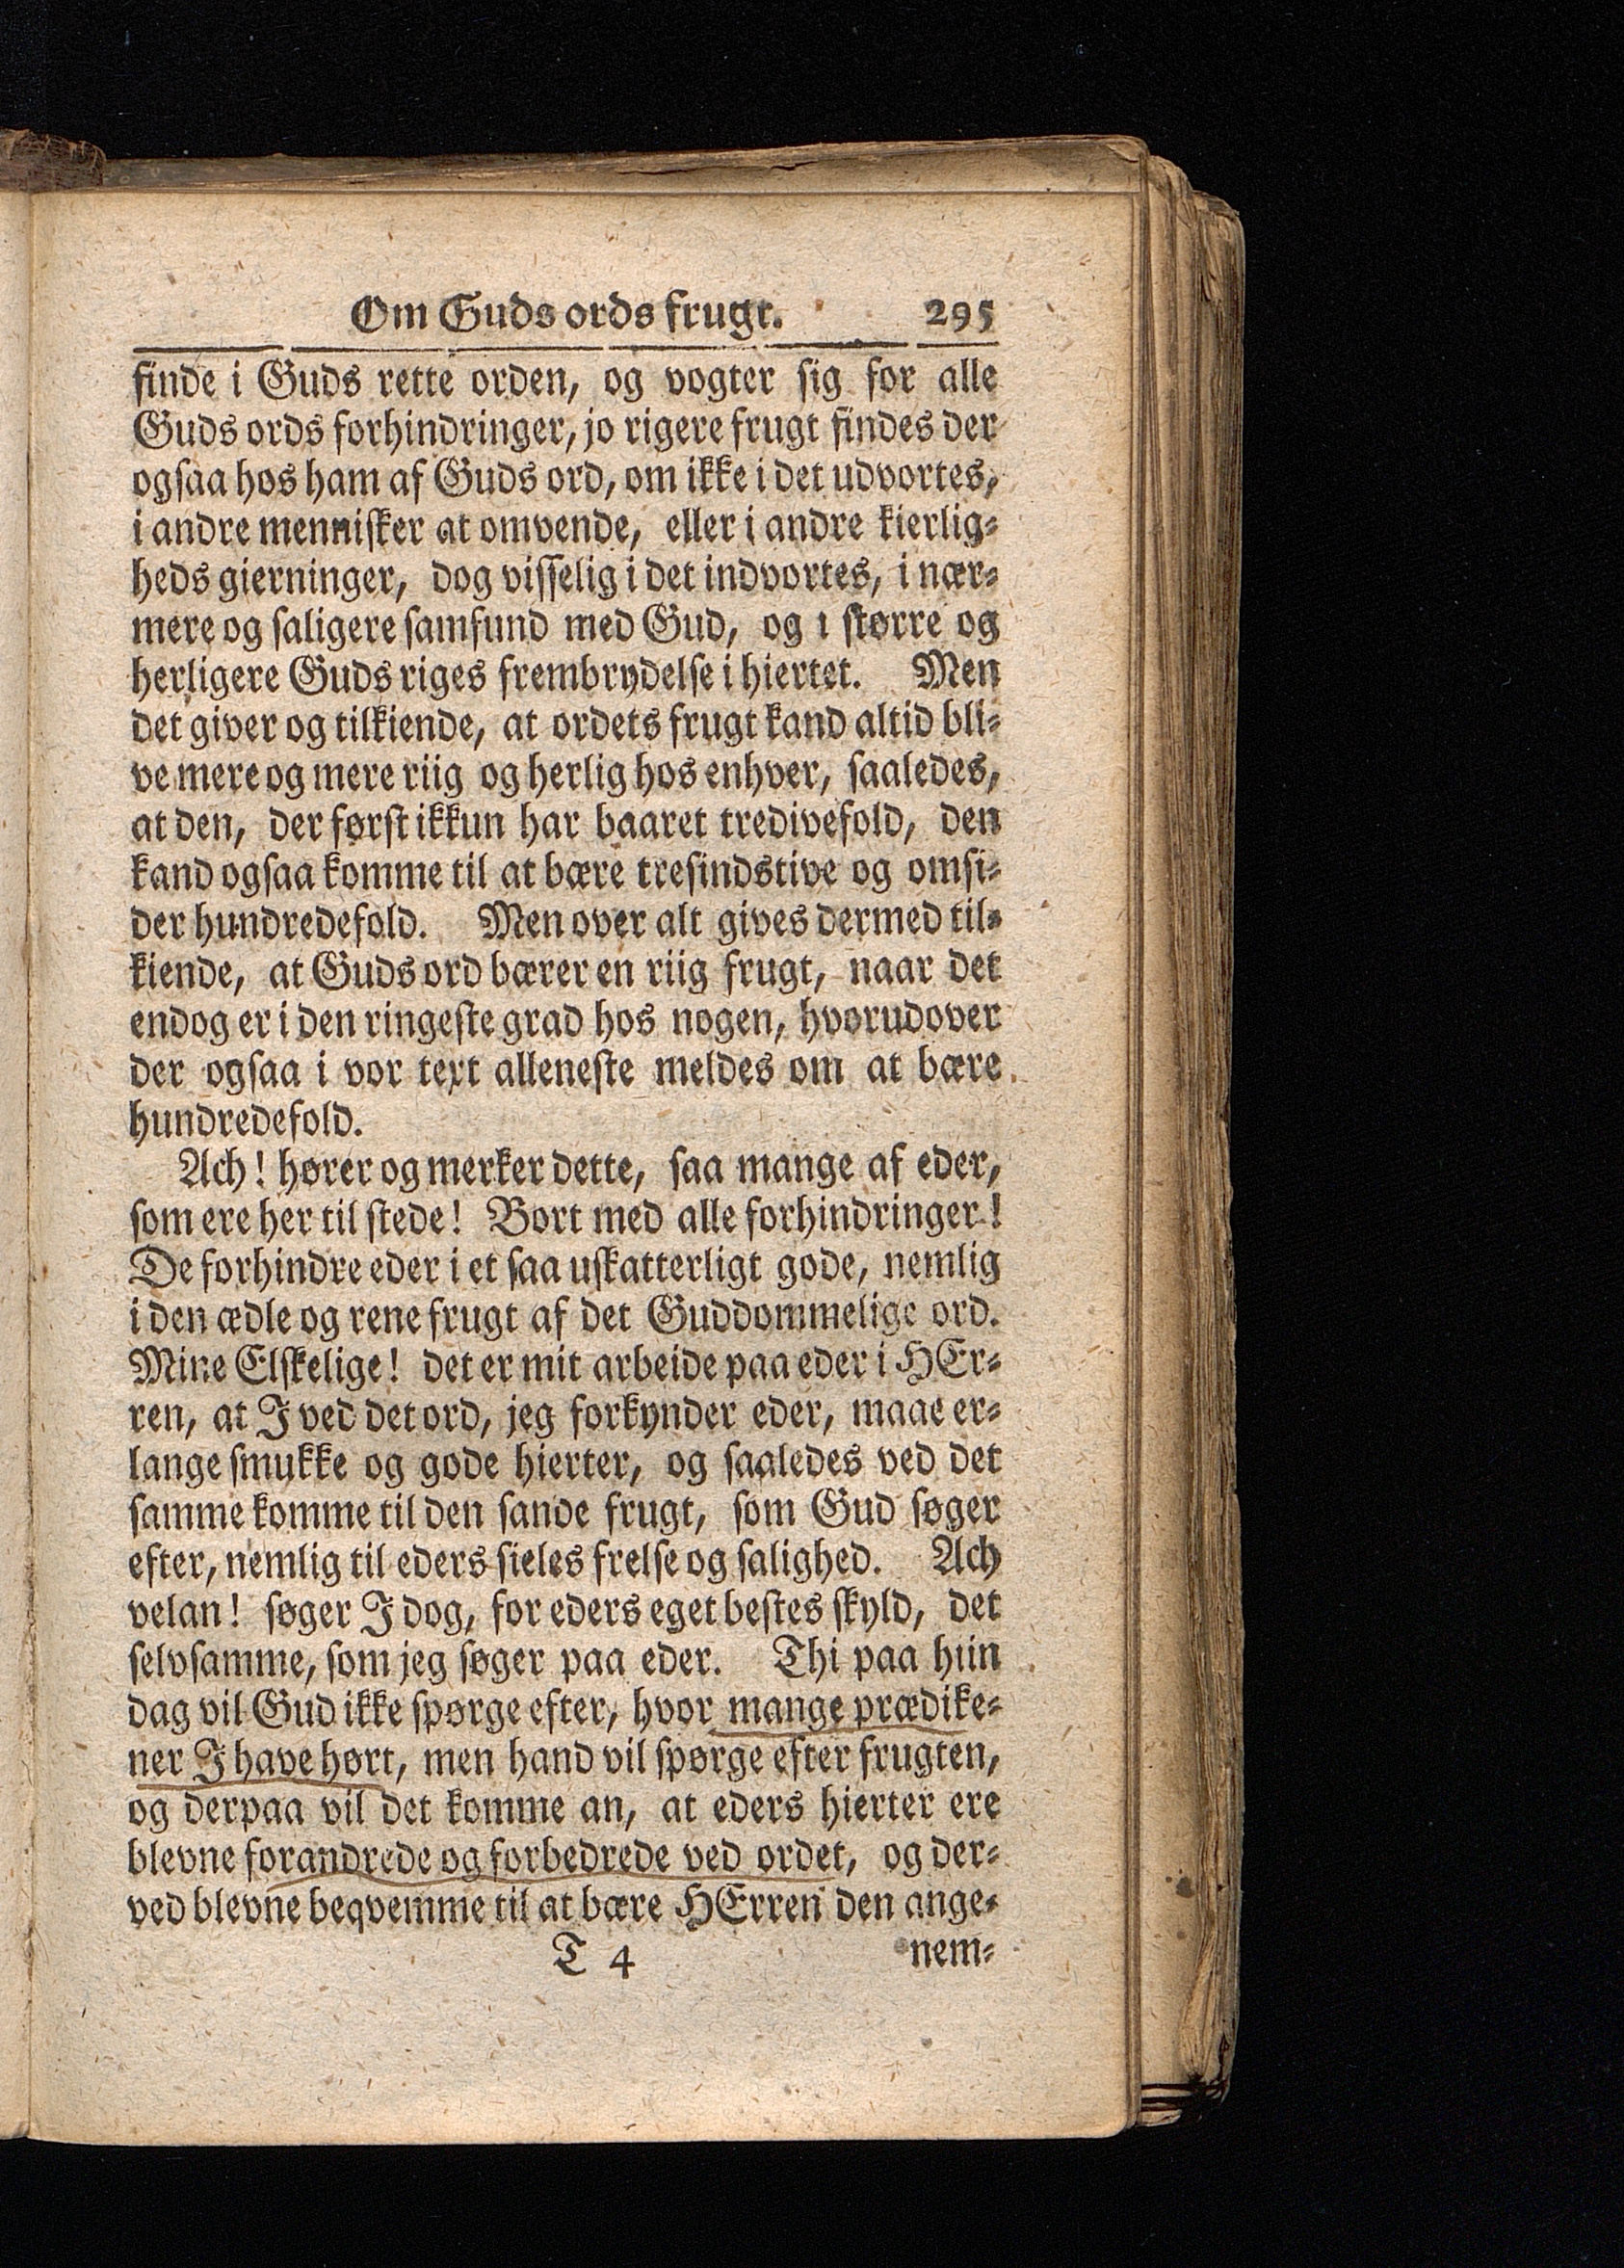 Om Guds ords frugt. 295
finde i Guds rette orden, og vogter sig for alle
Guds ords forhindringer, jo rigere frugt findes der
ogsaa hos ham af Guds ord, om ikke i det udvortes,
i andre mennisker at omvende, eller i andre kierlig-
heds gierninger, dog visselig i det indvortes, i nær-
mere og saligere samfund med Gud, og i større og
herligere Guds riges frembrydelse i hiertet. Men
det giver og tilkiende, at ordets frugt kand altid bli-
ve mere og mere riig og herlig hos enhver, saaledes,
at den, der først ikkun har baaret tredivefold, den
kand ogsaa komme til at bære tresindstive og omsi-
der hundredefold. Men over alt gives dermed til-
kiende, at Guds ord bærer en riig frugt, naar det
endog er i den ringeste grad hos nogen, hvorudover
der ogsaa i vor text alleneste meldes om at bære
hundredefold.
Ach! hører og merker dette, saa mange af eder,
som ere her til stede! Bort med alle forhindringer!
De forhindre eder i et saa uskatterligt gode, nemlig
i den ædle og rene frugt af det Guddommelige ord.
Mine Elskelige! det er mit arbeide paa eder i HEr-
ren, at I ved det ord, jeg forkynder eder, maae er-
lange smukke og gode hierter, og saaledes ved det
samme komme til den sande frugt, som Gud søger
efter, nemlig til eders sieles frelse og salighed. Ach
velan! søger I dog, for eders eget bestes skyld, det
selvsamme, som jeg søger paa eder. Thi paa hiin
dag vil Gud ikke spørge efter, hvor mange prædike-
ner I have hørt, men hand vil spørge efter frugten,
og derpaa vil det komme an, at eders hierter ere
blevne forandrede og forbedrede ved ordet, og der-
ved blevne beqvemme til at bære HErren den ange-
T 4 nem-